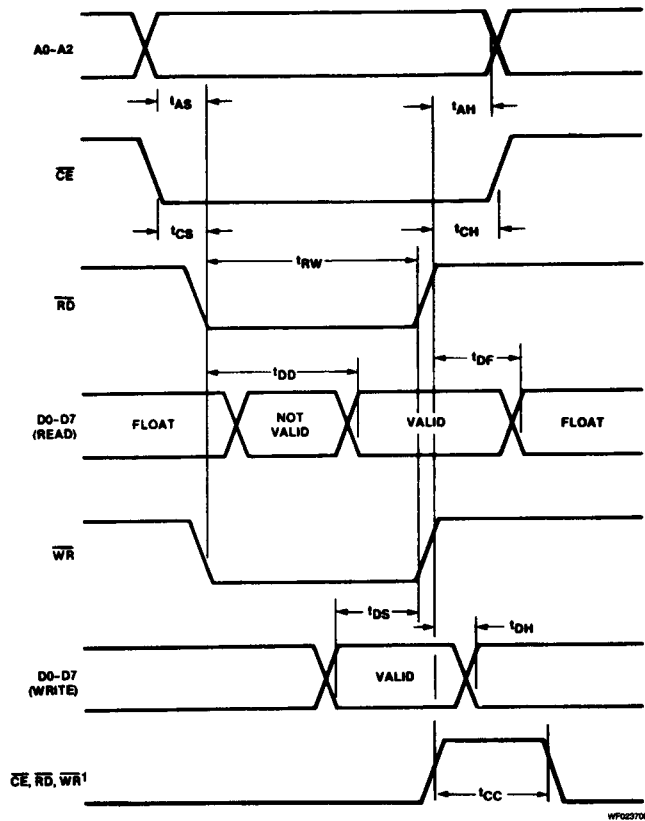 A0-A2
tAS
tAH
CE
tCS
tCH
tRW
RD
tDF
tDD
D0-D7
(READ)
FLOAT
NOT
VALID
VALID
FLOAT
WR
tDS
tDH
D0-D7
(WRITE)
VALID
CE, RD, WR1
tCC